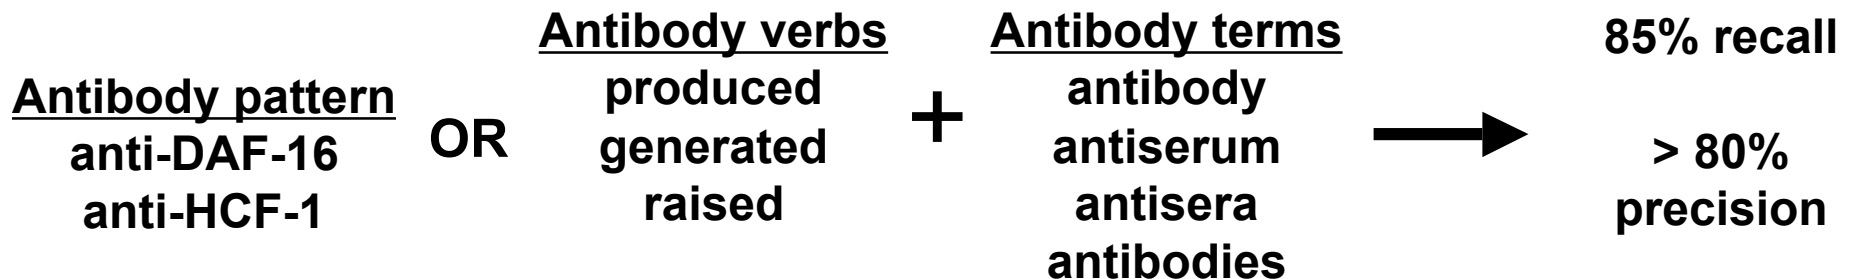 Antibody pattern
anti-DAF-16
anti-HCF-1
OR
Antibody verbs
produced
generated
raised
+
Antibody terms
antibody
antiserum
antisera
antibodies
85% recall
> 80%
precision